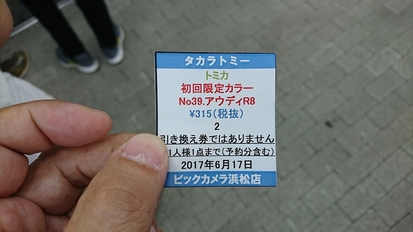 タカラトミー
トミカ
初回限定カラー
No39.アウディR8
¥315(税抜)
2
引き換え券ではありません
1人様1点まで(予約分含む)
2017年6月17日
ビックカメラ浜松店